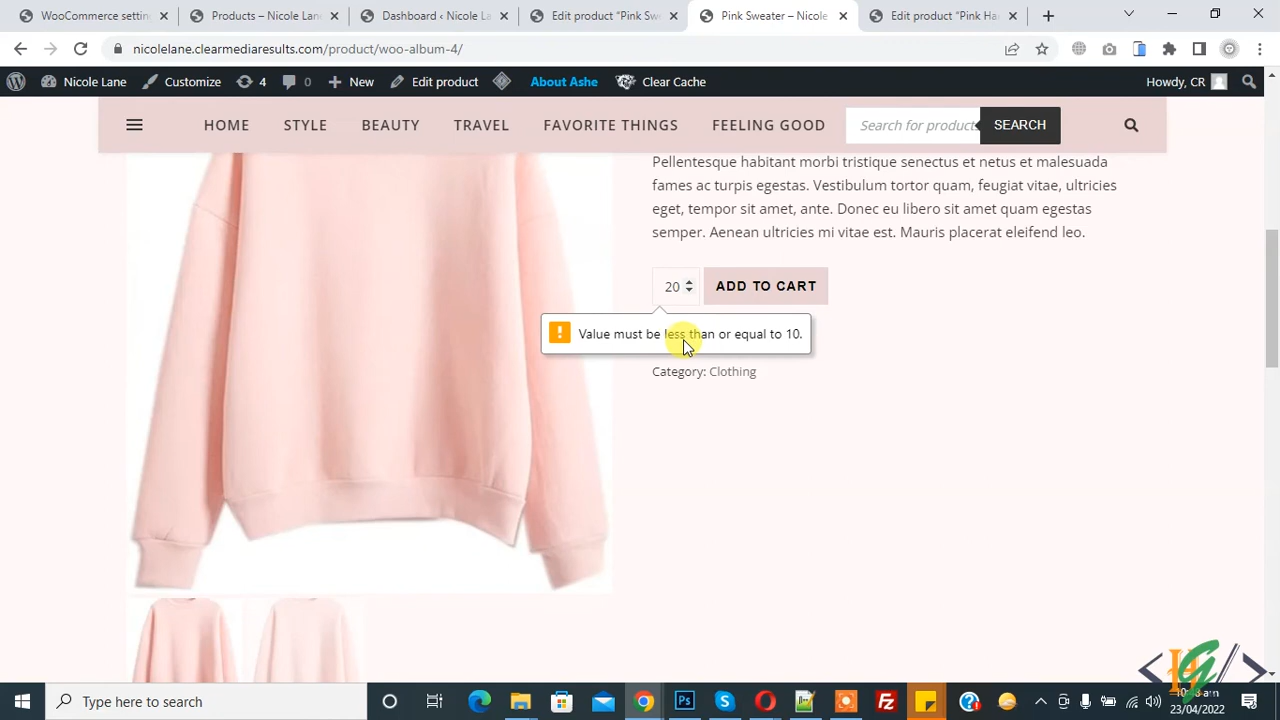 WooCommerce settin
Products – Nicole Lan
Dashboard ‹ Nicole La
Edit product "Pink Sw
Pink Sweater – Nicole
Edit product "Pink Ha
nicolelane.clearmediaresults.com/product/woo-album-4/
Nicole Lane
Customize
4
0
New
Edit product
About Ashe
Clear Cache
Howdy, CR
HOME
STYLE
BEAUTY
TRAVEL
FAVORITE THINGS
FEELING GOOD
Search for product
SEARCH
Pellentesque habitant morbi tristique senectus et netus et malesuada
fames ac turpis egestas. Vestibulum tortor quam, feugiat vitae, ultricies
eget, tempor sit amet, ante. Donec eu libero sit amet quam egestas
semper. Aenean ultricies mi vitae est. Mauris placerat eleifend leo.
20
ADD TO CART
Value must be less than or equal to 10.
Category: Clothing
Type here to search
23/04/2022